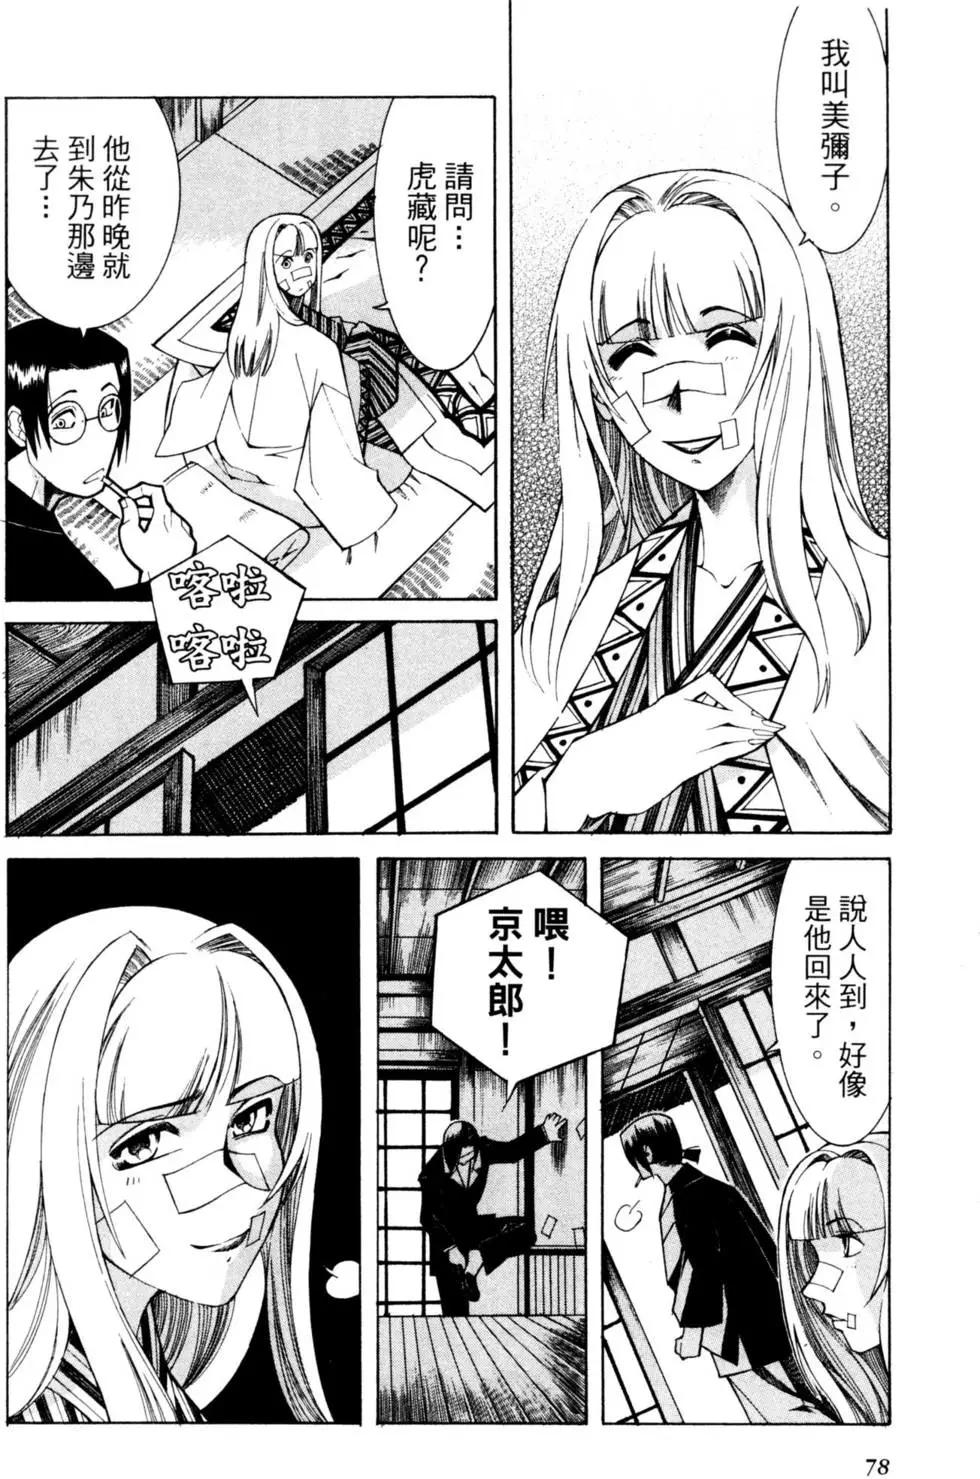 我叫美彌子。
請問…
虎藏呢?
他從昨晚就
到朱乃那邊
去了…
喀啦
喀啦
說人人到，好像
是他回來了。
喂！
京太郎！
78